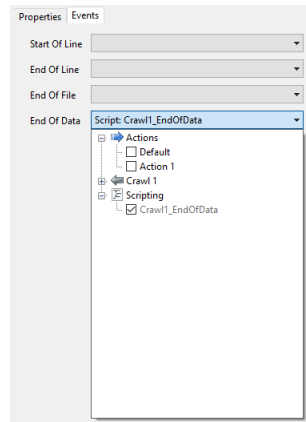 Properties Events
Start Of Line
End Of Line
End Of File
End Of Data Script: Crawl1_EndOfData
Actions
Default
Action 1
Crawl 1
Scripting
Crawl1_EndOfData